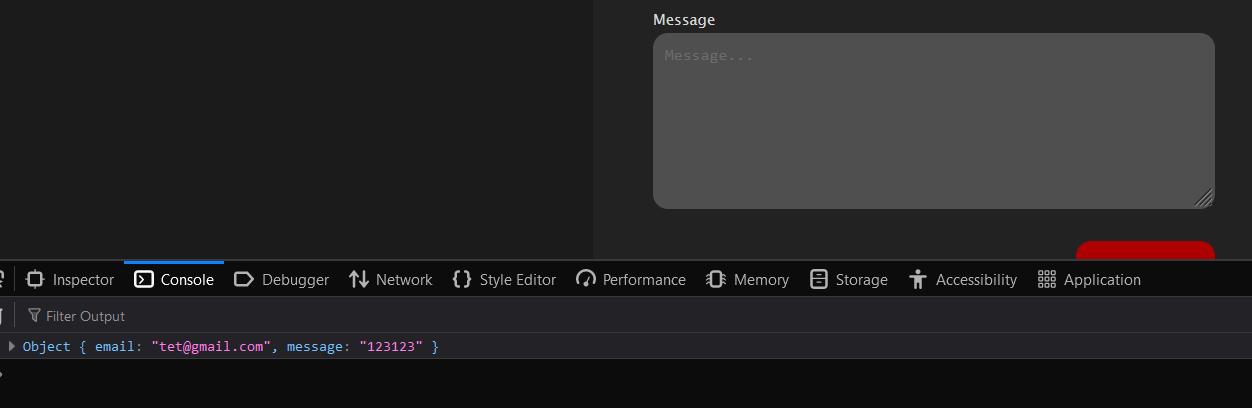 Message
Message...
Inspector Console Debugger Network Style Editor Performance Memory Storage Accessibility Application
Filter Output
Object { email: "tet@gmail.com", message: "123123" }